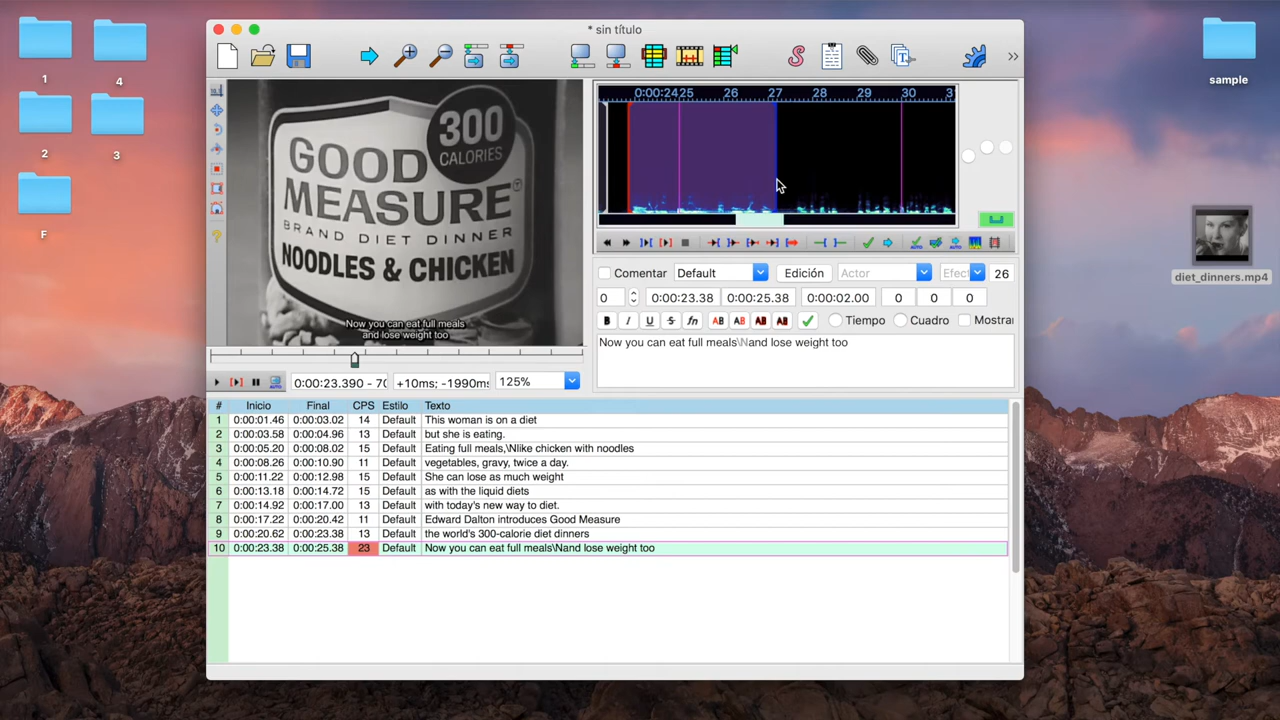 1
4
2
3
F
sample
diet_dinners.mp4
* sin título
GOOD
MEASURE
BRAND DIET DINNER
NOODLES & CHICKEN
300
CALORIES
Now you can eat full meals
and lose weight too
0:00:2425 26 27 28 29 30 3
Comentar Default Edición Actor Efect 26
0 0:00:23.38 0:00:25.38 0:00:02.00 0 0 0
B I U S fn AB AB AB AB Tiempo Cuadro Mostrar
Now you can eat full meals\Nand lose weight too
0:00:23.390 - 70 +10ms; -1990ms 125%
# Inicio Final CPS Estilo Texto
1 0:00:01.46 0:00:03.02 14 Default This woman is on a diet
2 0:00:03.58 0:00:04.96 13 Default but she is eating.
3 0:00:05.20 0:00:08.02 15 Default Eating full meals,\Nlike chicken with noodles
4 0:00:08.26 0:00:10.90 11 Default vegetables, gravy, twice a day.
5 0:00:11.22 0:00:12.98 15 Default She can lose as much weight
6 0:00:13.18 0:00:14.72 15 Default as with the liquid diets
7 0:00:14.92 0:00:17.00 13 Default with today's new way to diet.
8 0:00:17.22 0:00:20.42 11 Default Edward Dalton introduces Good Measure
9 0:00:20.62 0:00:23.38 13 Default the world's 300-calorie diet dinners
10 0:00:23.38 0:00:25.38 23 Default Now you can eat full meals\Nand lose weight too